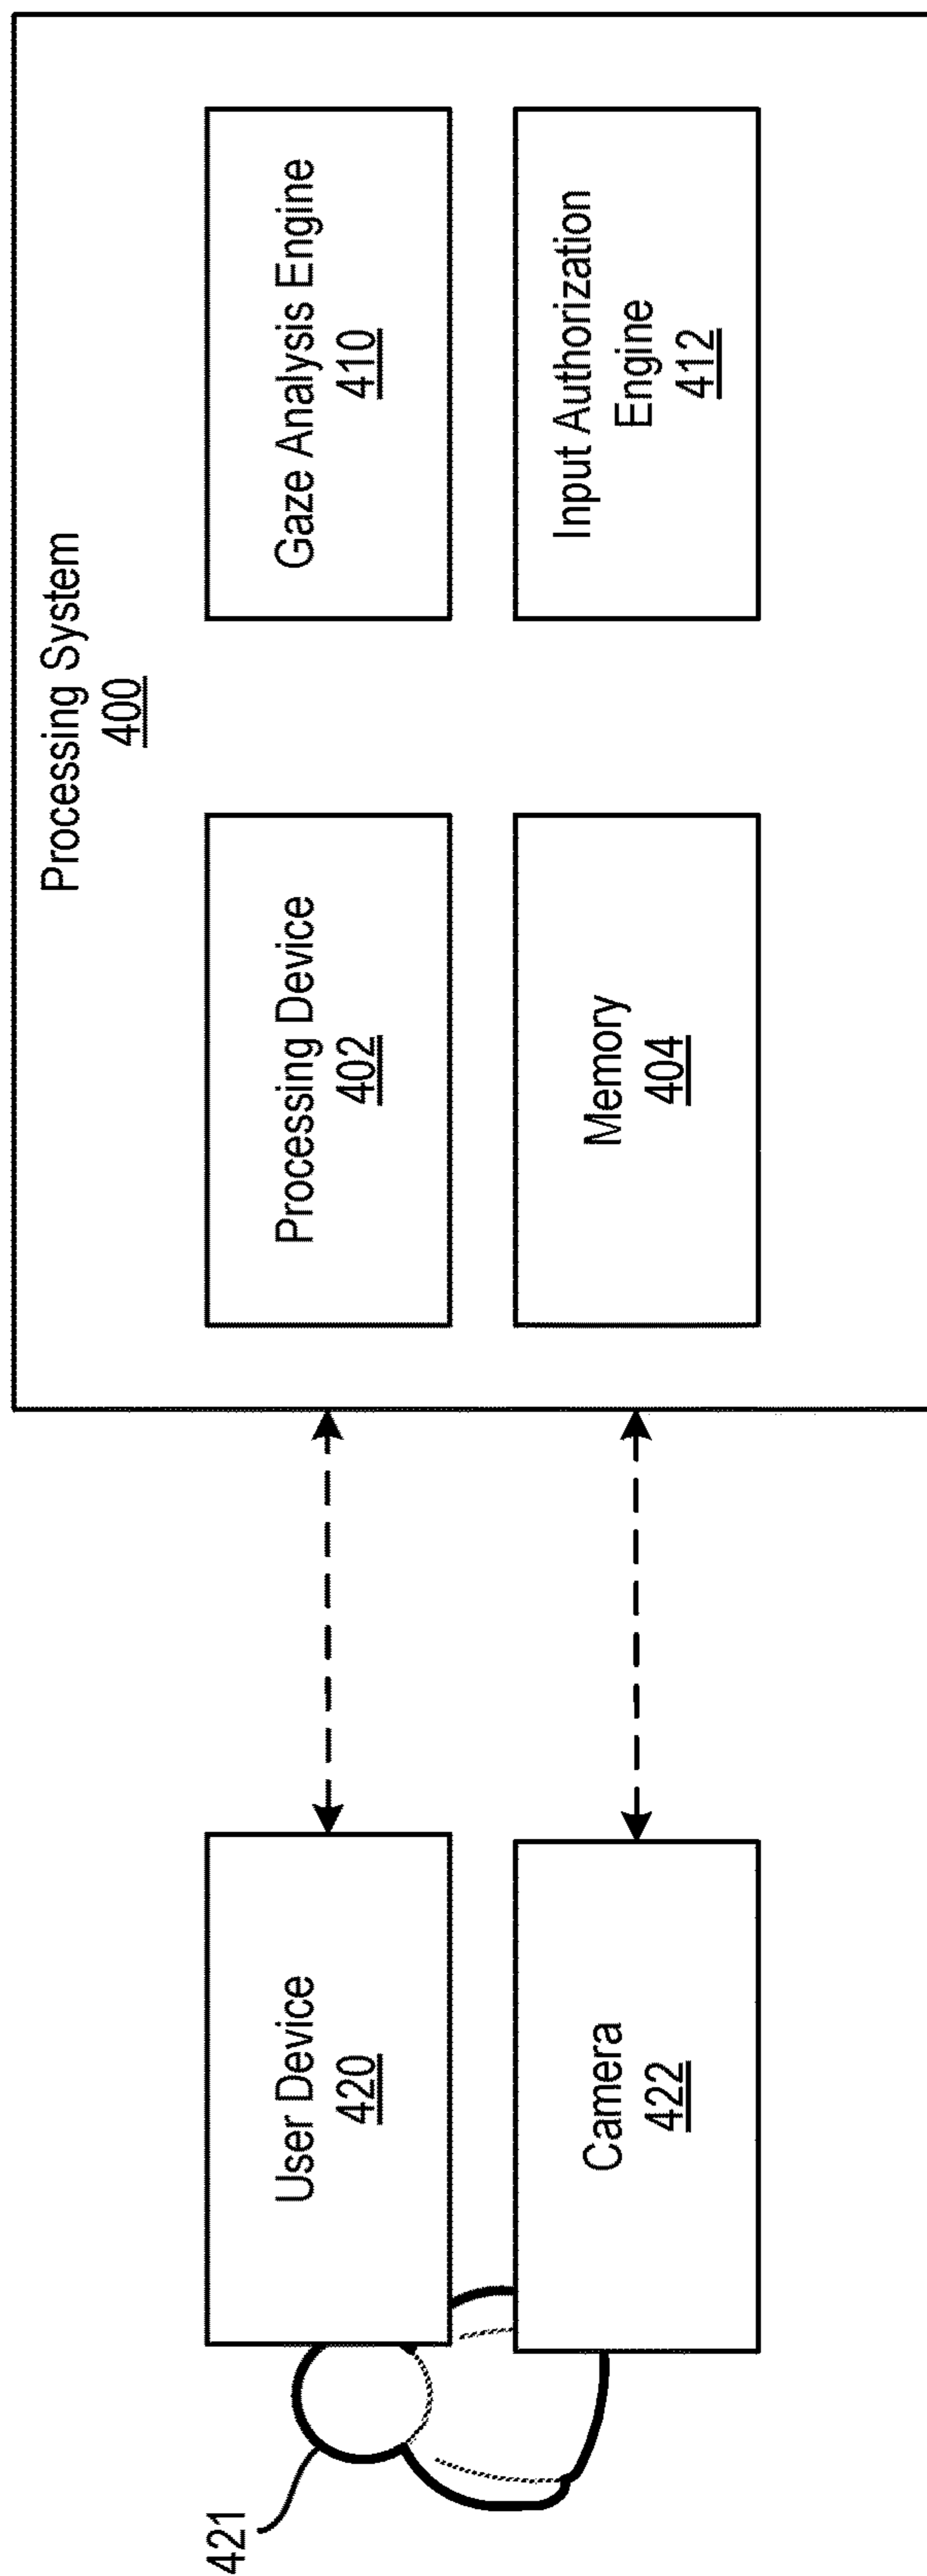 Processing System
400
Processing Device
402
Gaze Analysis Engine
410
Memory
404
Input Authorization
Engine
412
User Device
420
Camera
422
421